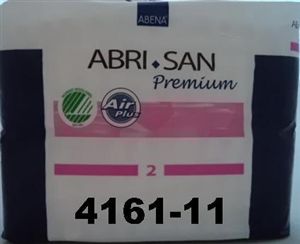 ABENA
ABRI•SAN
Premium
Air
Plus
2
4161-11